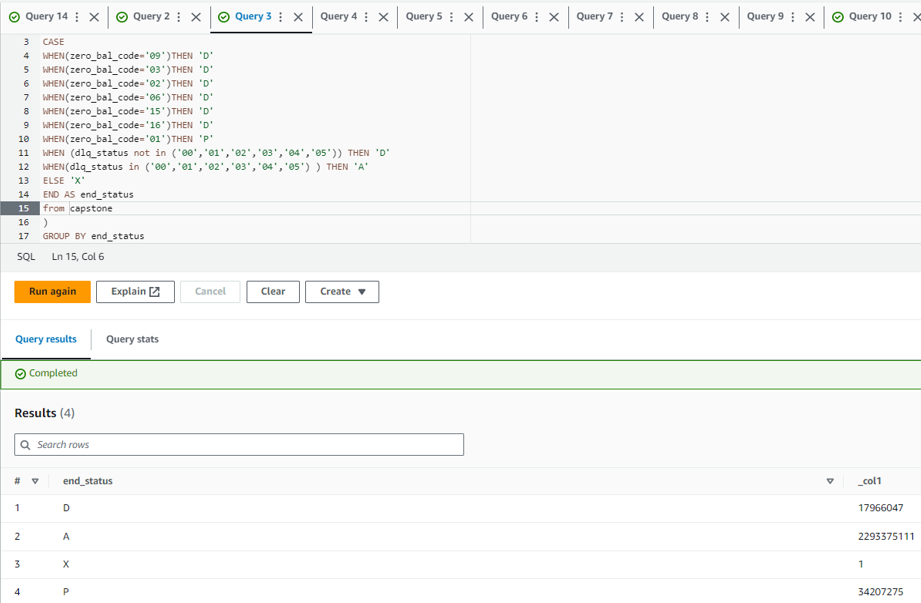 Query 14 Query 2 Query 3 Query 4 Query 5 Query 6 Query 7 Query 8 Query 9 Query 10
3 CASE
4 WHEN(zero_bal_code='09')THEN 'D'
5 WHEN(zero_bal_code='03')THEN 'D'
6 WHEN(zero_bal_code='02')THEN 'D'
7 WHEN(zero_bal_code='06')THEN 'D'
8 WHEN(zero_bal_code='15')THEN 'D'
9 WHEN(zero_bal_code='16')THEN 'D'
10 WHEN(zero_bal_code='01')THEN 'P'
11 WHEN (dlq_status not in ('00','01','02','03','04','05')) THEN 'D'
12 WHEN(dlq_status in ('00','01','02','03','04','05') ) THEN 'A'
13 ELSE 'X'
14 END AS end_status
15 from capstone
16 )
17 GROUP BY end_status
SQL Ln 15, Col 6
Run again Explain Cancel Clear Create
Query results Query stats
Completed
Results (4)
Search rows
# end_status _col1
1 D 17966047
2 A 2293375111
3 X 1
4 P 34207275